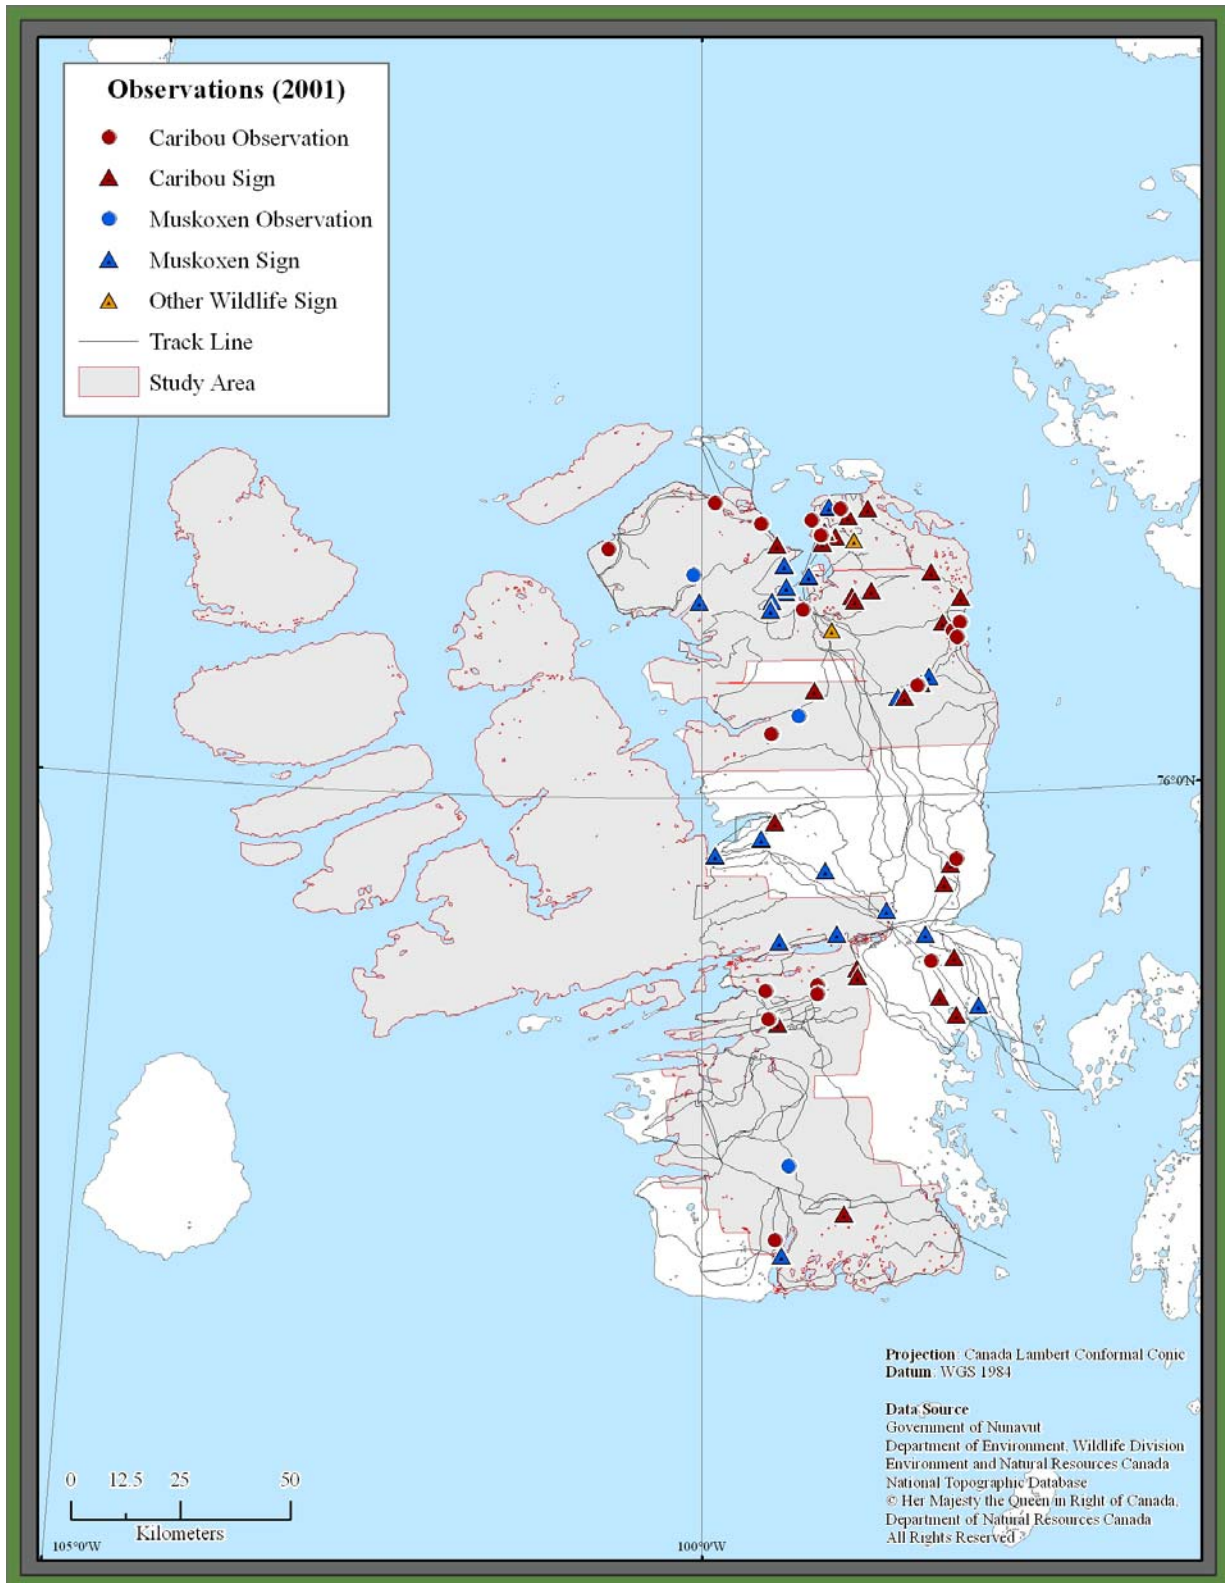 Observations (2001)
Caribou Observation
Caribou Sign
Muskoxen Observation
Muskoxen Sign
Other Wildlife Sign
Track Line
Study Area
76°0'N
Projection: Canada Lambert Conformal Conic
Datum: WGS 1984
Data Source
Government of Nunavut
Department of Environment, Wildlife Division
Environment and Natural Resources Canada
National Topographic Database
© Her Majesty the Queen in Right of Canada,
Department of Natural Resources Canada
All Rights Reserved
0 12.5 25 50
Kilometers
105°0'W 100°0'W